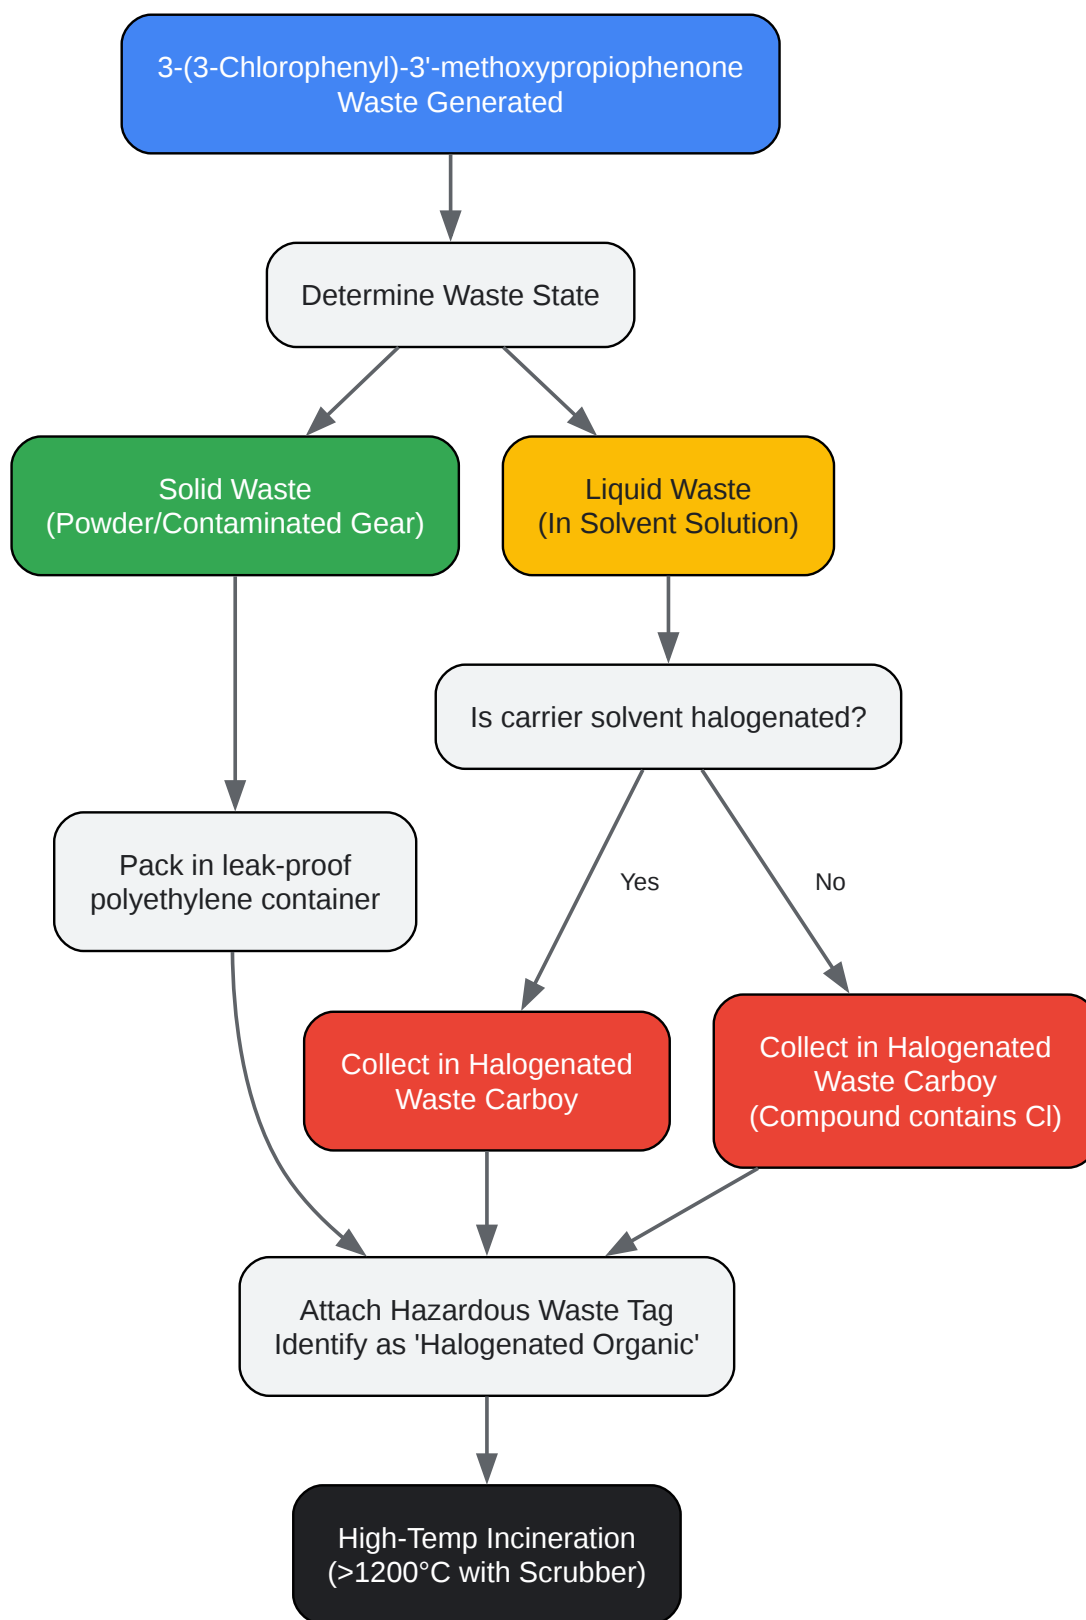 3-(3-Chlorophenyl)-3'-methoxypropiophenone
Waste Generated
Determine Waste State
Solid Waste
(Powder/Contaminated Gear)
Liquid Waste
(In Solvent Solution)
Is carrier solvent halogenated?
Pack in leak-proof
polyethylene container
Yes
No
Collect in Halogenated
Waste Carboy
Collect in Halogenated
Waste Carboy
(Compound contains Cl)
Attach Hazardous Waste Tag
Identify as 'Halogenated Organic'
High-Temp Incineration
(>1200°C with Scrubber)